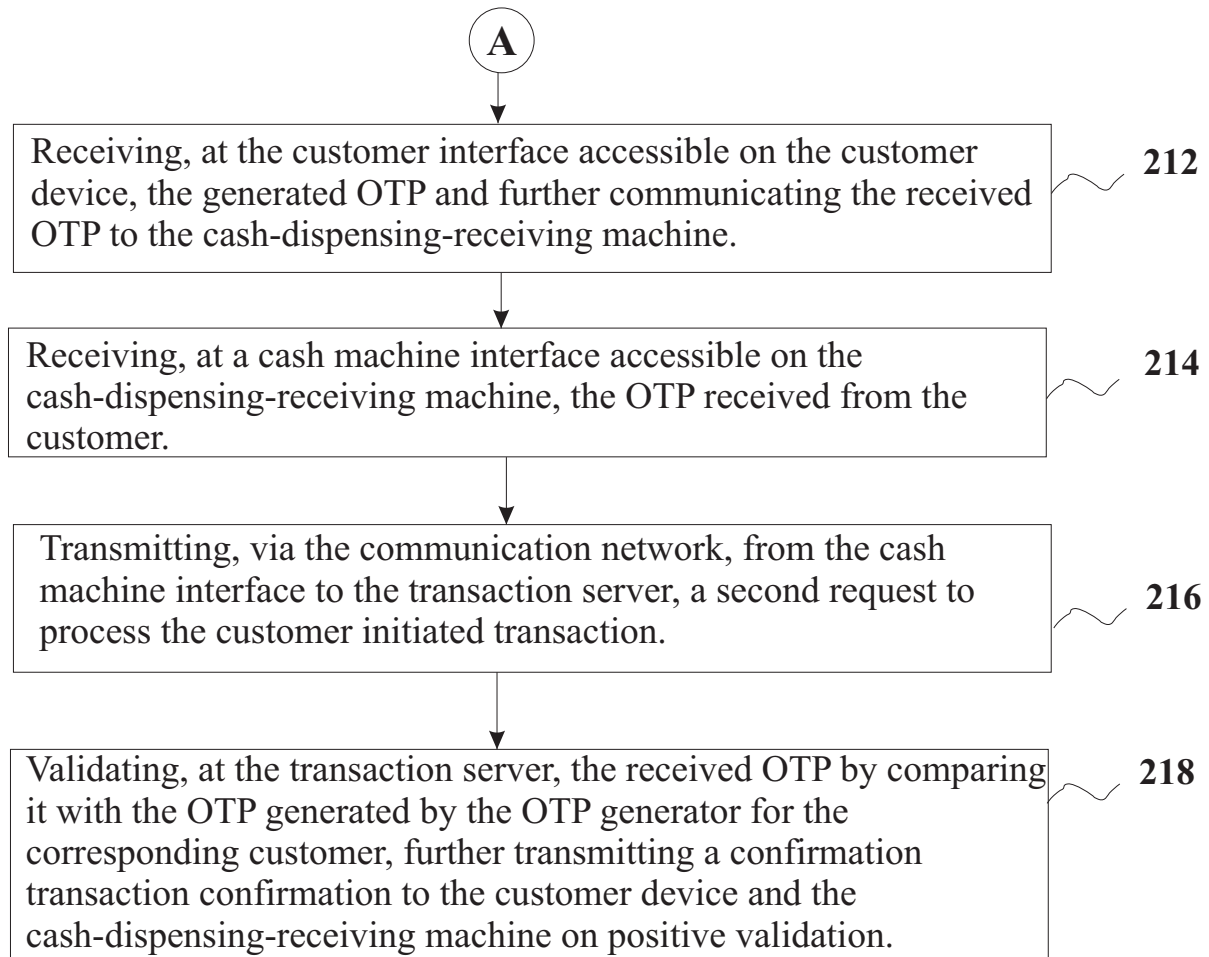 A
Receiving, at the customer interface accessible on the customer
device, the generated OTP and further communicating the received
OTP to the cash-dispensing-receiving machine.
212
Receiving, at a cash machine interface accessible on the
cash-dispensing-receiving machine, the OTP received from the
customer.
214
Transmitting, via the communication network, from the cash
machine interface to the transaction server, a second request to
process the customer initiated transaction.
216
Validating, at the transaction server, the received OTP by comparing
it with the OTP generated by the OTP generator for the
corresponding customer, further transmitting a confirmation
transaction confirmation to the customer device and the
cash-dispensing-receiving machine on positive validation.
218